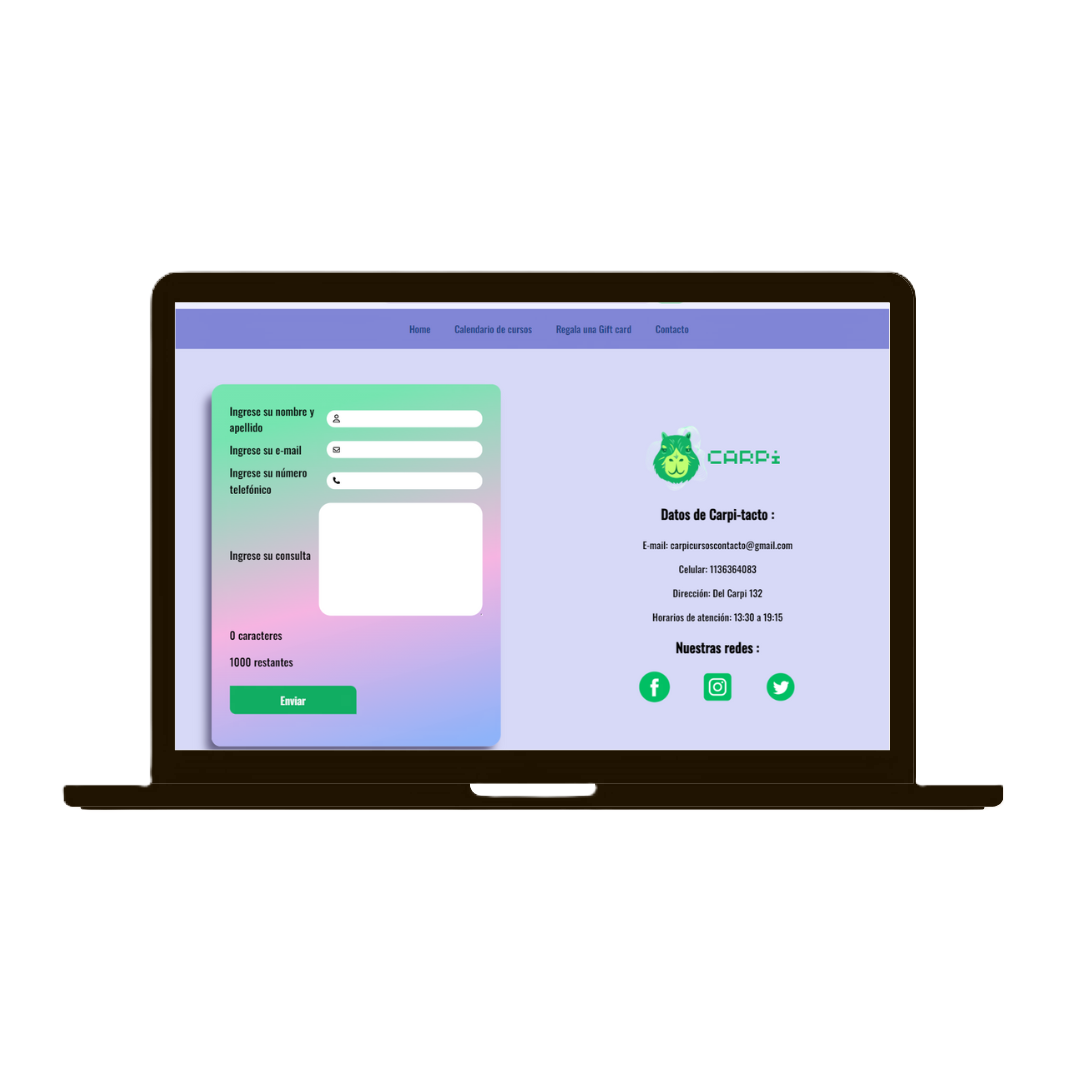 Home Calendario de cursos Regala una Gift card Contacto
Ingrese su nombre y
apellido
Ingrese su e-mail
Ingrese su número
telefónico
Ingrese su consulta
0 caracteres
1000 restantes
Enviar
CARPi
Datos de Carpi-tacto :
E-mail: carpicursoscontacto@gmail.com
Celular: 1136364083
Dirección: Del Carpi 132
Horarios de atención: 13:30 a 19:15
Nuestras redes :